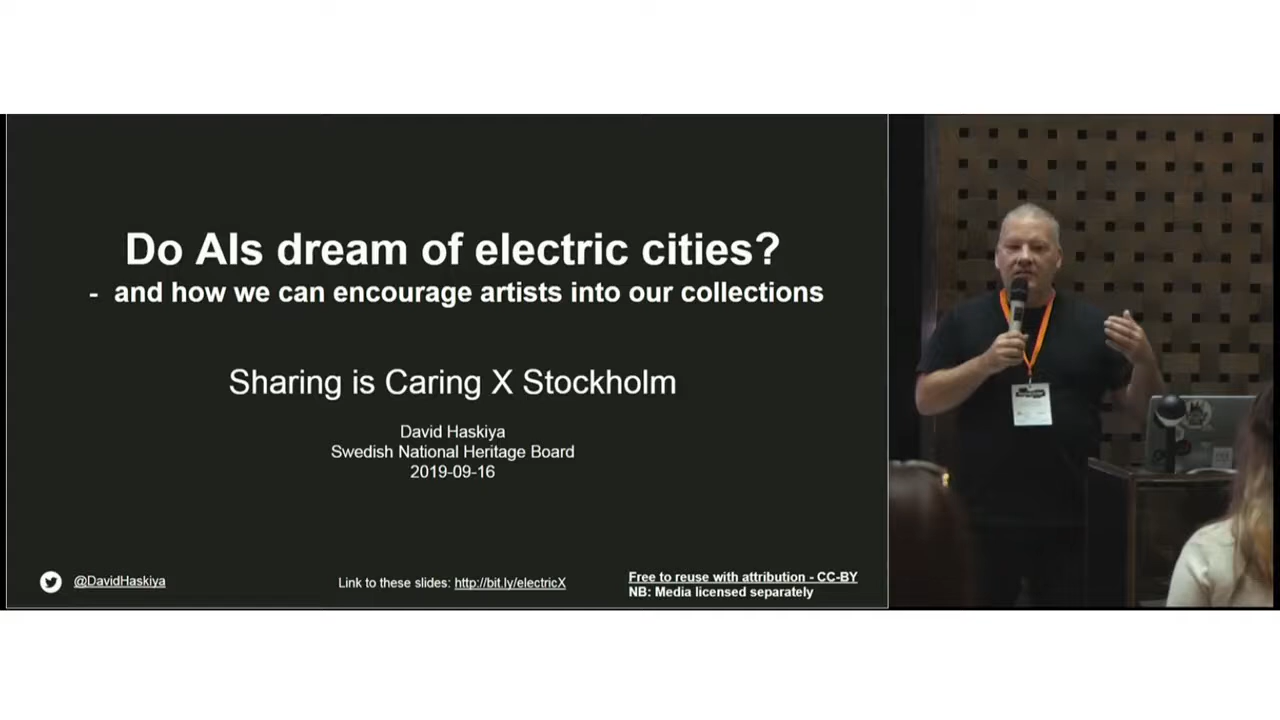 Do AIs dream of electric cities?
- and how we can encourage artists into our collections
Sharing is Caring X Stockholm
David Haskiya
Swedish National Heritage Board
2019-09-16
@DavidHaskiya
Link to these slides: http://bit.ly/electricX
Free to reuse with attribution - CC-BY
NB: Media licensed separately